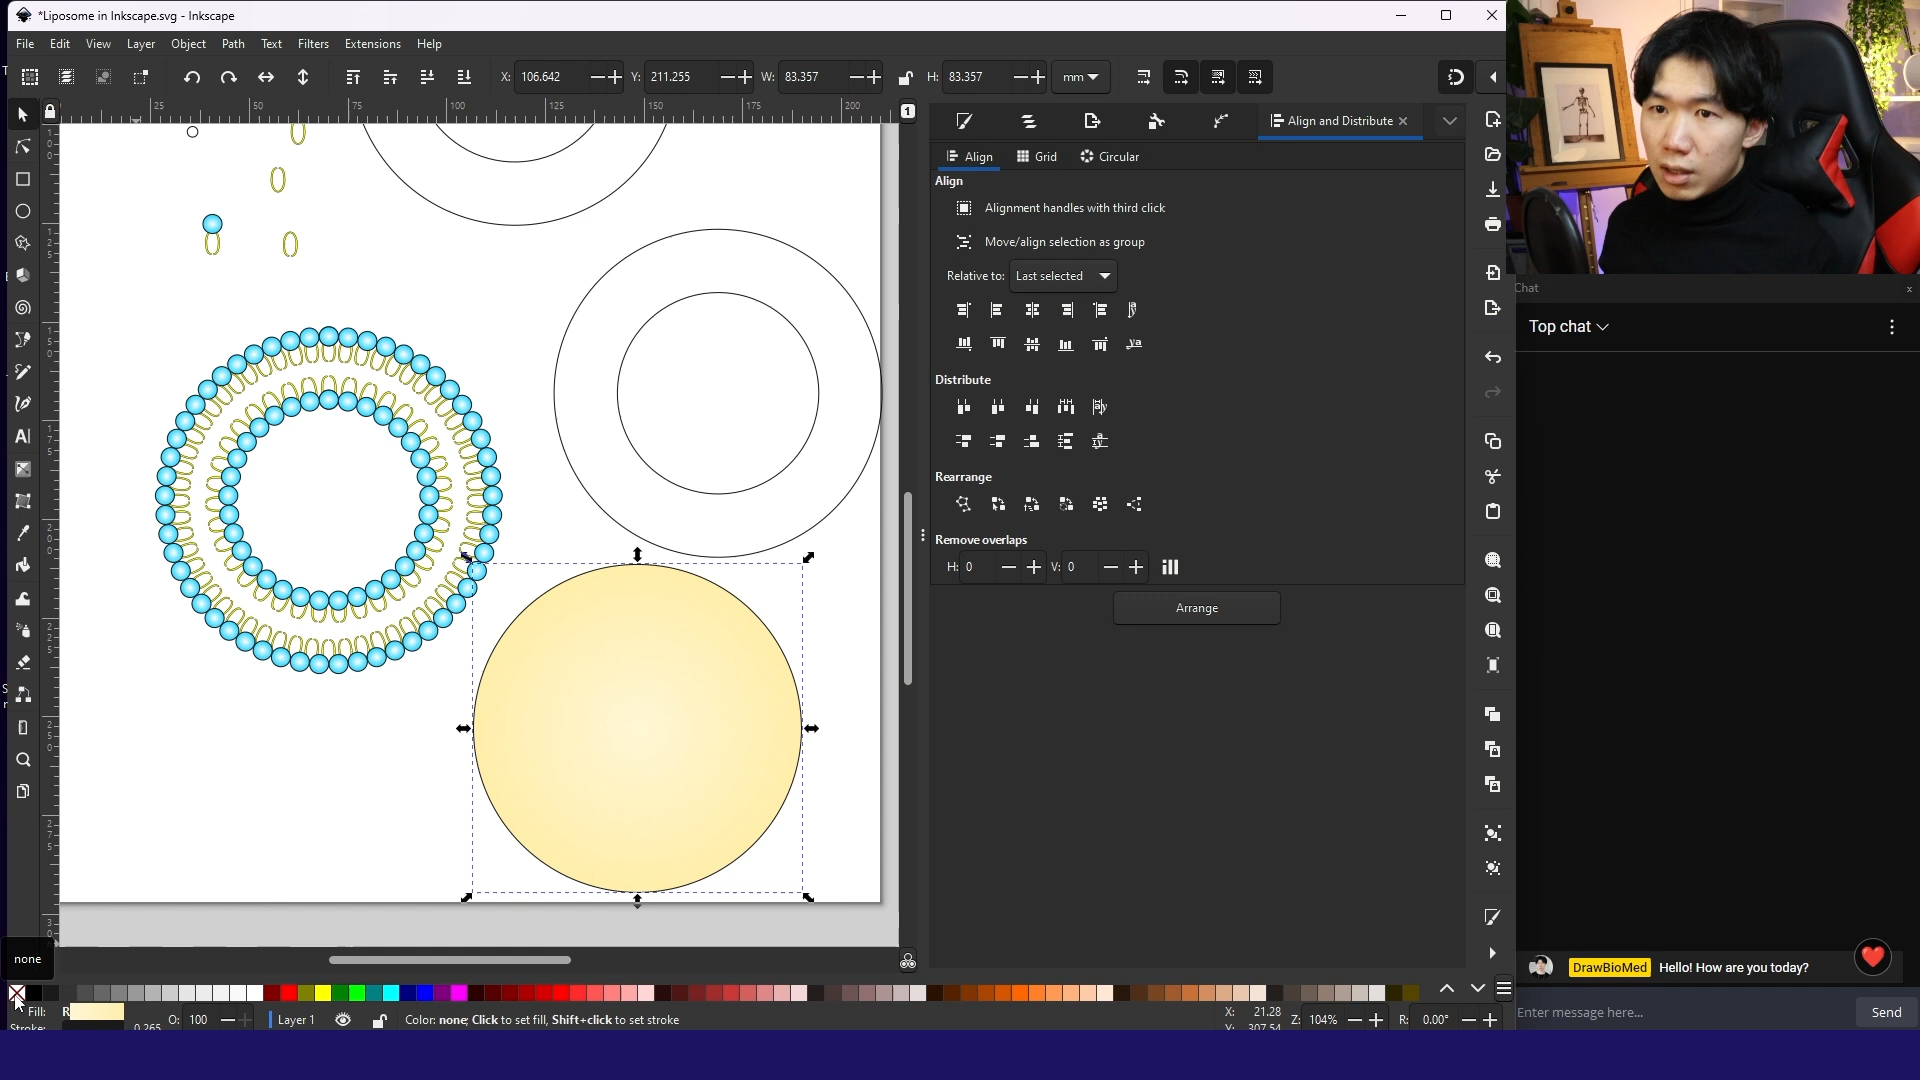 *Liposome in Inkscape.svg - Inkscape
File Edit View Layer Object Path Text Filters Extensions Help
X: 106.642 Y: 211.255 W: 83.357 H: 83.357 mm
25 50 75 100 125 150 175 200
1
Align and Distribute
Align Grid Circular
Align
Alignment handles with third click
Move/align selection as group
Relative to: Last selected
Distribute
Rearrange
Remove overlaps
H: 0 V: 0
Arrange
Chat
x
Top chat
DrawBioMed Hello! How are you today?
Enter message here...
Send
none
Fill: R
Stroke: 0.265
O: 100
Layer 1
Color: none; Click to set fill, Shift+click to set stroke
X: 21.28
Y: 307.54
Z: 104%
R: 0.00°